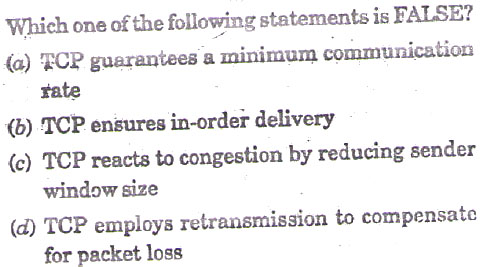 Which one of the following statements is FALSE?
(a) TCP guarantees a minimum communication
rate
(b) TCP ensures in-order delivery
(c) TCP reacts to congestion by reducing sender
window size
(d) TCP employs retransmission to compensate
for packet loss